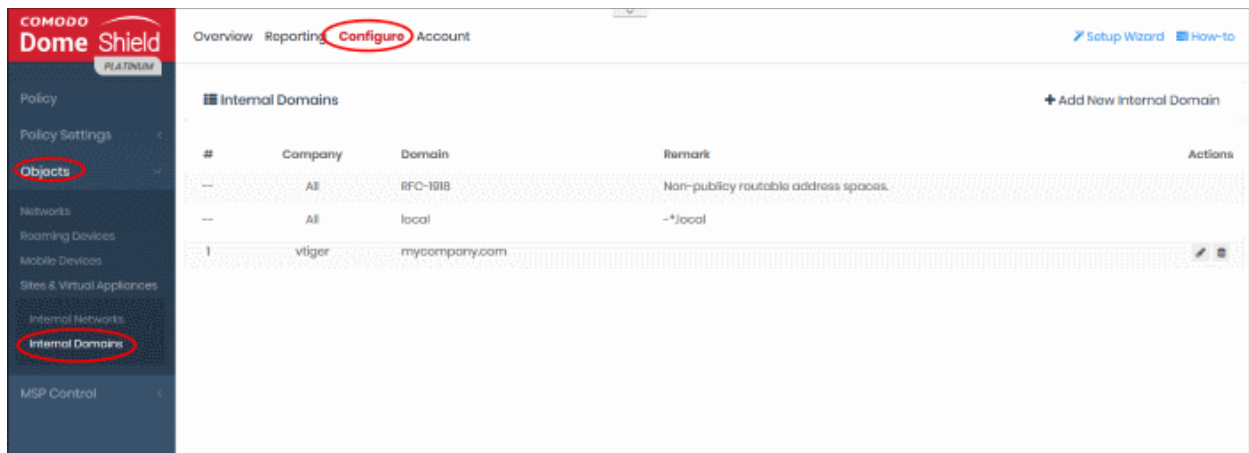 COMODO
Dome Shield
PLATINUM
Overview Reporting Configure Account
Setup Wizard How-to
Policy
Policy Settings
Objects
Networks
Roaming Devices
Mobile Devices
Sites & Virtual Appliances
Internal Networks
Internal Domains
MSP Control
Internal Domains
+ Add New Internal Domain
# Company Domain Remark Actions
-- All RFC-1918 Non-publicy routable address spaces.
-- All local -*.local
1 vtiger mycompany.com